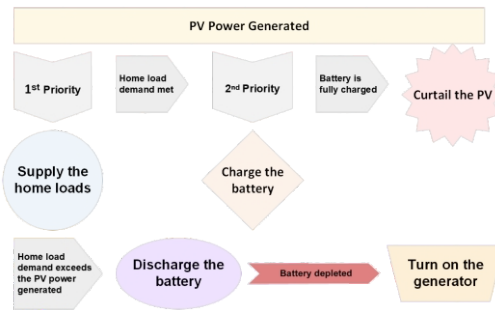 PV Power Generated
1st Priority
Home load
demand met
2nd Priority
Battery is
fully charged
Curtail the PV
Supply the
home loads
Charge the
battery
Home load
demand exceeds
the PV power
generated
Discharge the
battery
Battery depleted
Turn on the
generator